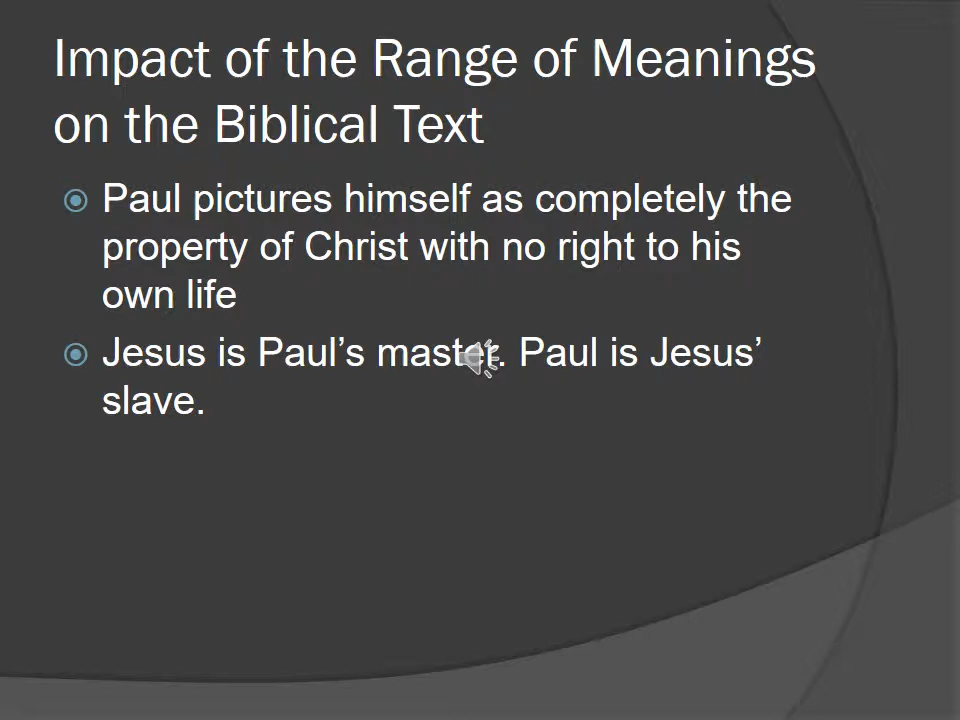 Impact of the Range of Meanings
on the Biblical Text
Paul pictures himself as completely the
property of Christ with no right to his
own life
Jesus is Paul’s master. Paul is Jesus’
slave.